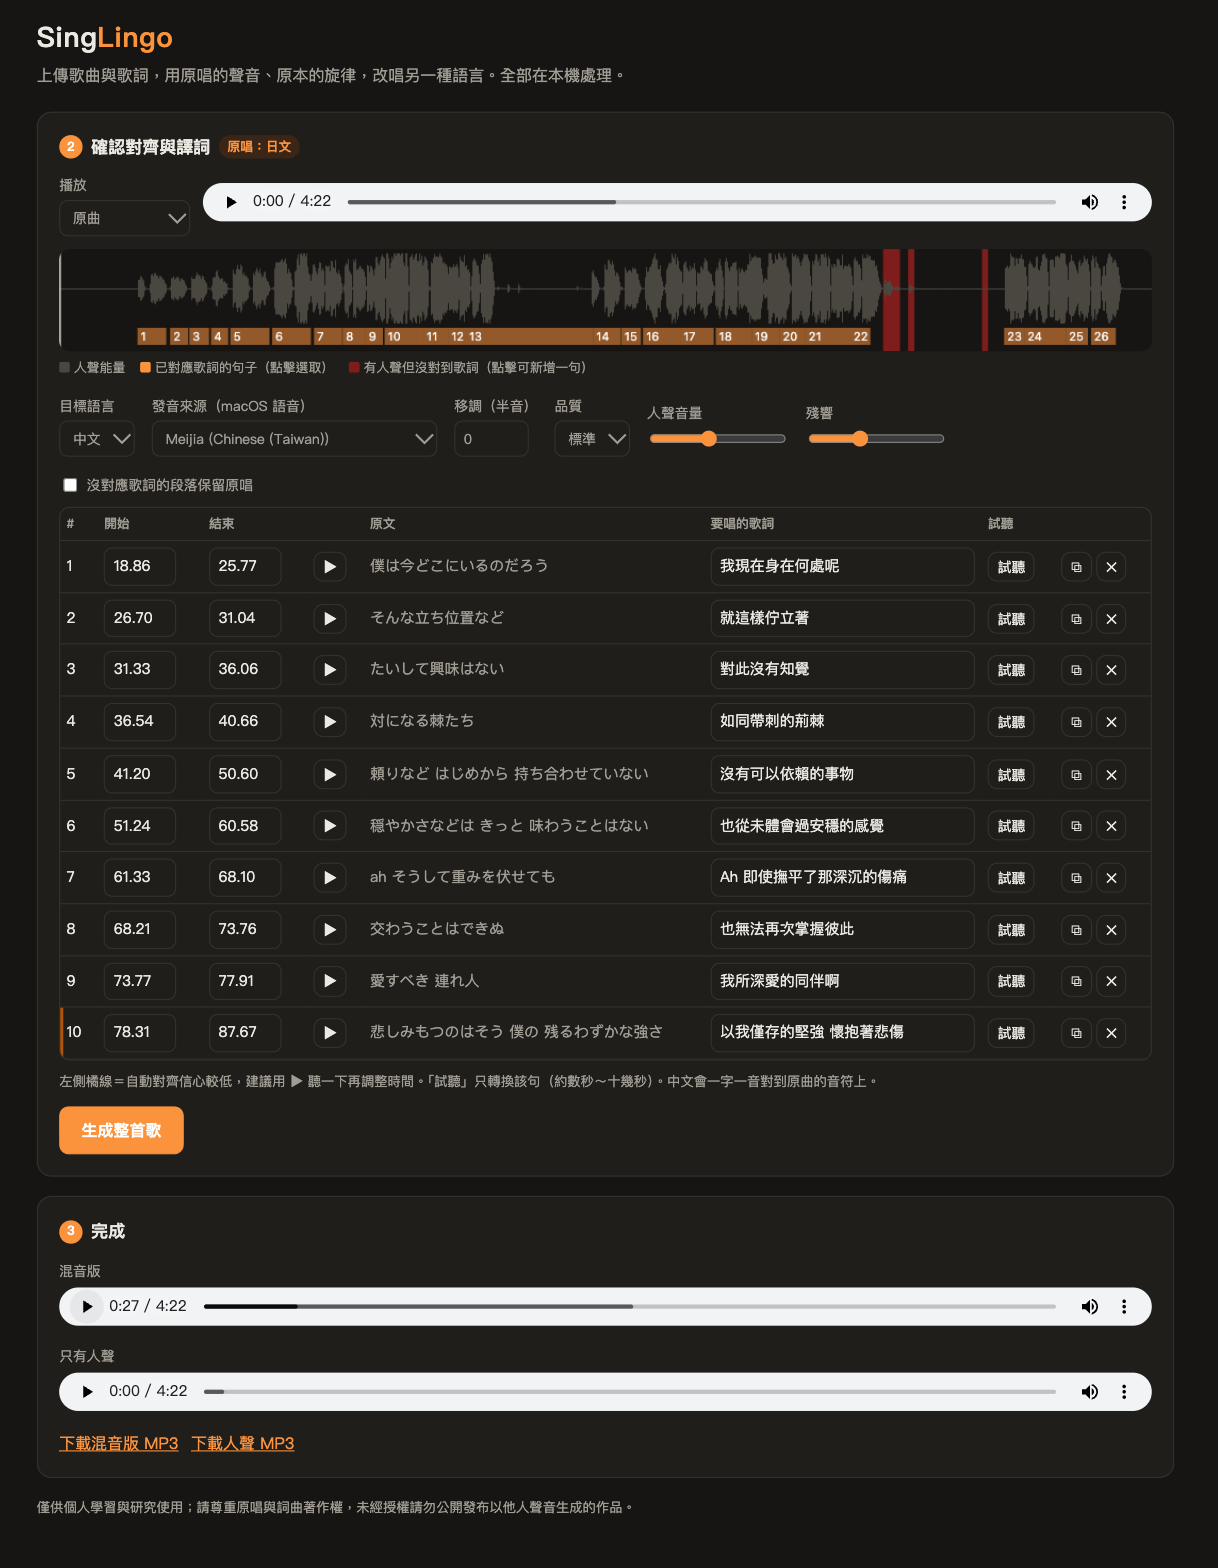 SingLingo
上傳歌曲與歌詞，用原唱的聲音、原本的旋律，改唱另一種語言。全部在本機處理。
2 確認對齊與譯詞 原唱：日文
播放
原曲 0:00 / 4:22
1 2 3 4 5 6 7 8 9 10 11 12 13 14 15 16 17 18 19 20 21 22 23 24 25 26
人聲能量 已對應歌詞的句子（點擊選取） 有人聲但沒對到歌詞（點擊可新增一句）
目標語言 發音來源（macOS 語音） 移調（半音） 品質 人聲音量 殘響
中文 Meijia (Chinese (Taiwan)) 0 標準
沒對應歌詞的段落保留原唱
# 開始 結束 原文 要唱的歌詞 試聽
1 18.86 25.77 僕は今どこにいるのだろう 我現在身在何處呢 試聽
2 26.70 31.04 そんな立ち位置など 就這樣佇立著 試聽
3 31.33 36.06 たいして興味はない 對此沒有知覺 試聽
4 36.54 40.66 対になる棘たち 如同帶刺的荊棘 試聽
5 41.20 50.60 頼りなど はじめから 持ち合わせていない 沒有可以依賴的事物 試聽
6 51.24 60.58 穏やかさなどは きっと 味わうことはない 也從未體會過安穩的感覺 試聽
7 61.33 68.10 ah そうして重みを伏せても Ah 即使撫平了那深沉的傷痛 試聽
8 68.21 73.76 交わうことはできぬ 也無法再次掌握彼此 試聽
9 73.77 77.91 愛すべき 連れ人 我所深愛的同伴啊 試聽
10 78.31 87.67 悲しみもつのはそう 僕の 残るわずかな強さ 以我僅存的堅強 懷抱著悲傷 試聽
左側橘線＝自動對齊信心較低，建議用 ▶ 聽一下再調整時間。「試聽」只轉換該句（約數秒～十幾秒）。中文會一字一音對到原曲的音符上。
生成整首歌
3 完成
混音版
0:27 / 4:22
只有人聲
0:00 / 4:22
下載混音版 MP3 下載人聲 MP3
僅供個人學習與研究使用；請尊重原唱與詞曲著作權，未經授權請勿公開發布以他人聲音生成的作品。